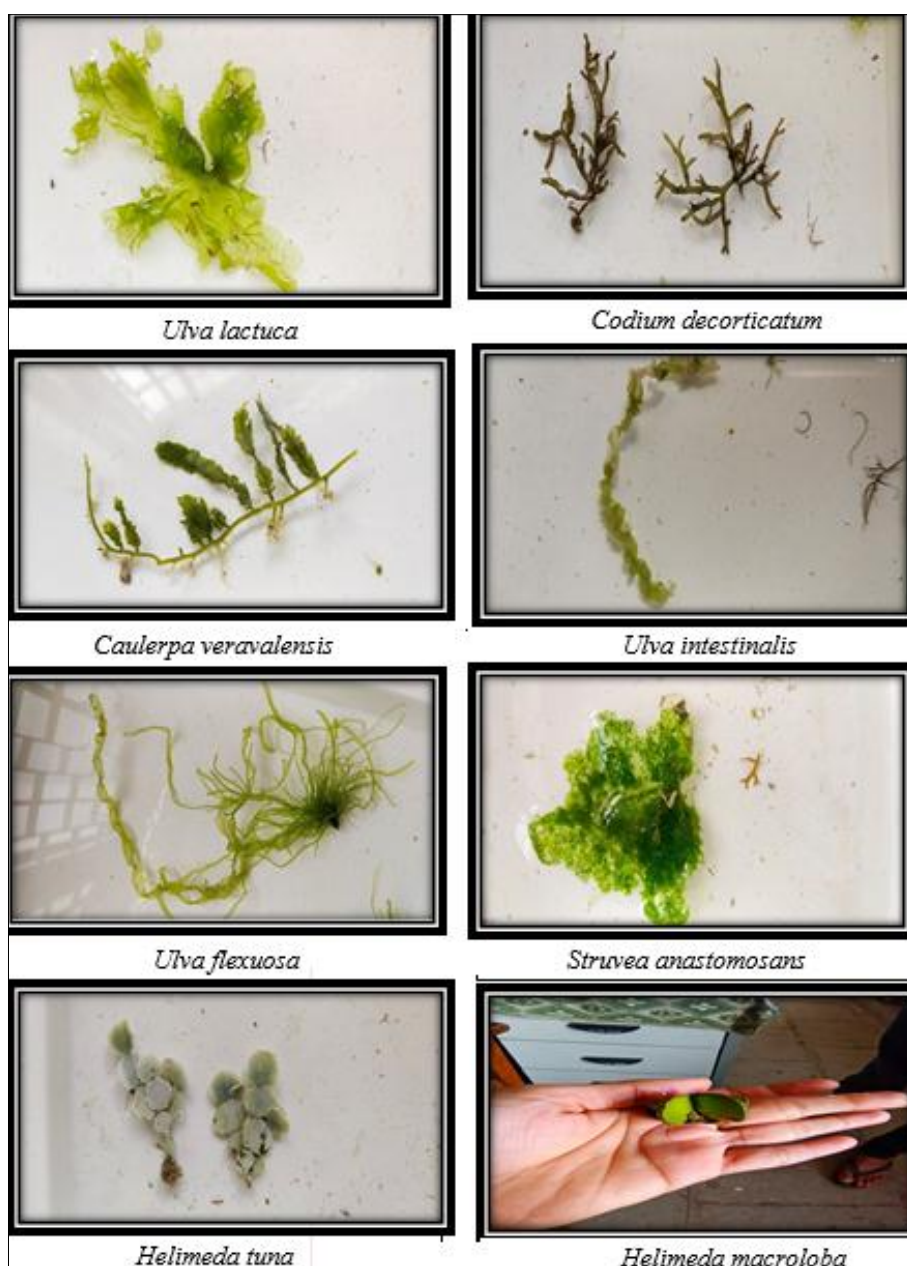 Ulva lactuca
Codium decorticatum
Caulerpa veravalensis
Ulva intestinalis
Ulva flexuosa
Struvea anastomosans
Helimeda tuna
Helimeda macroloba